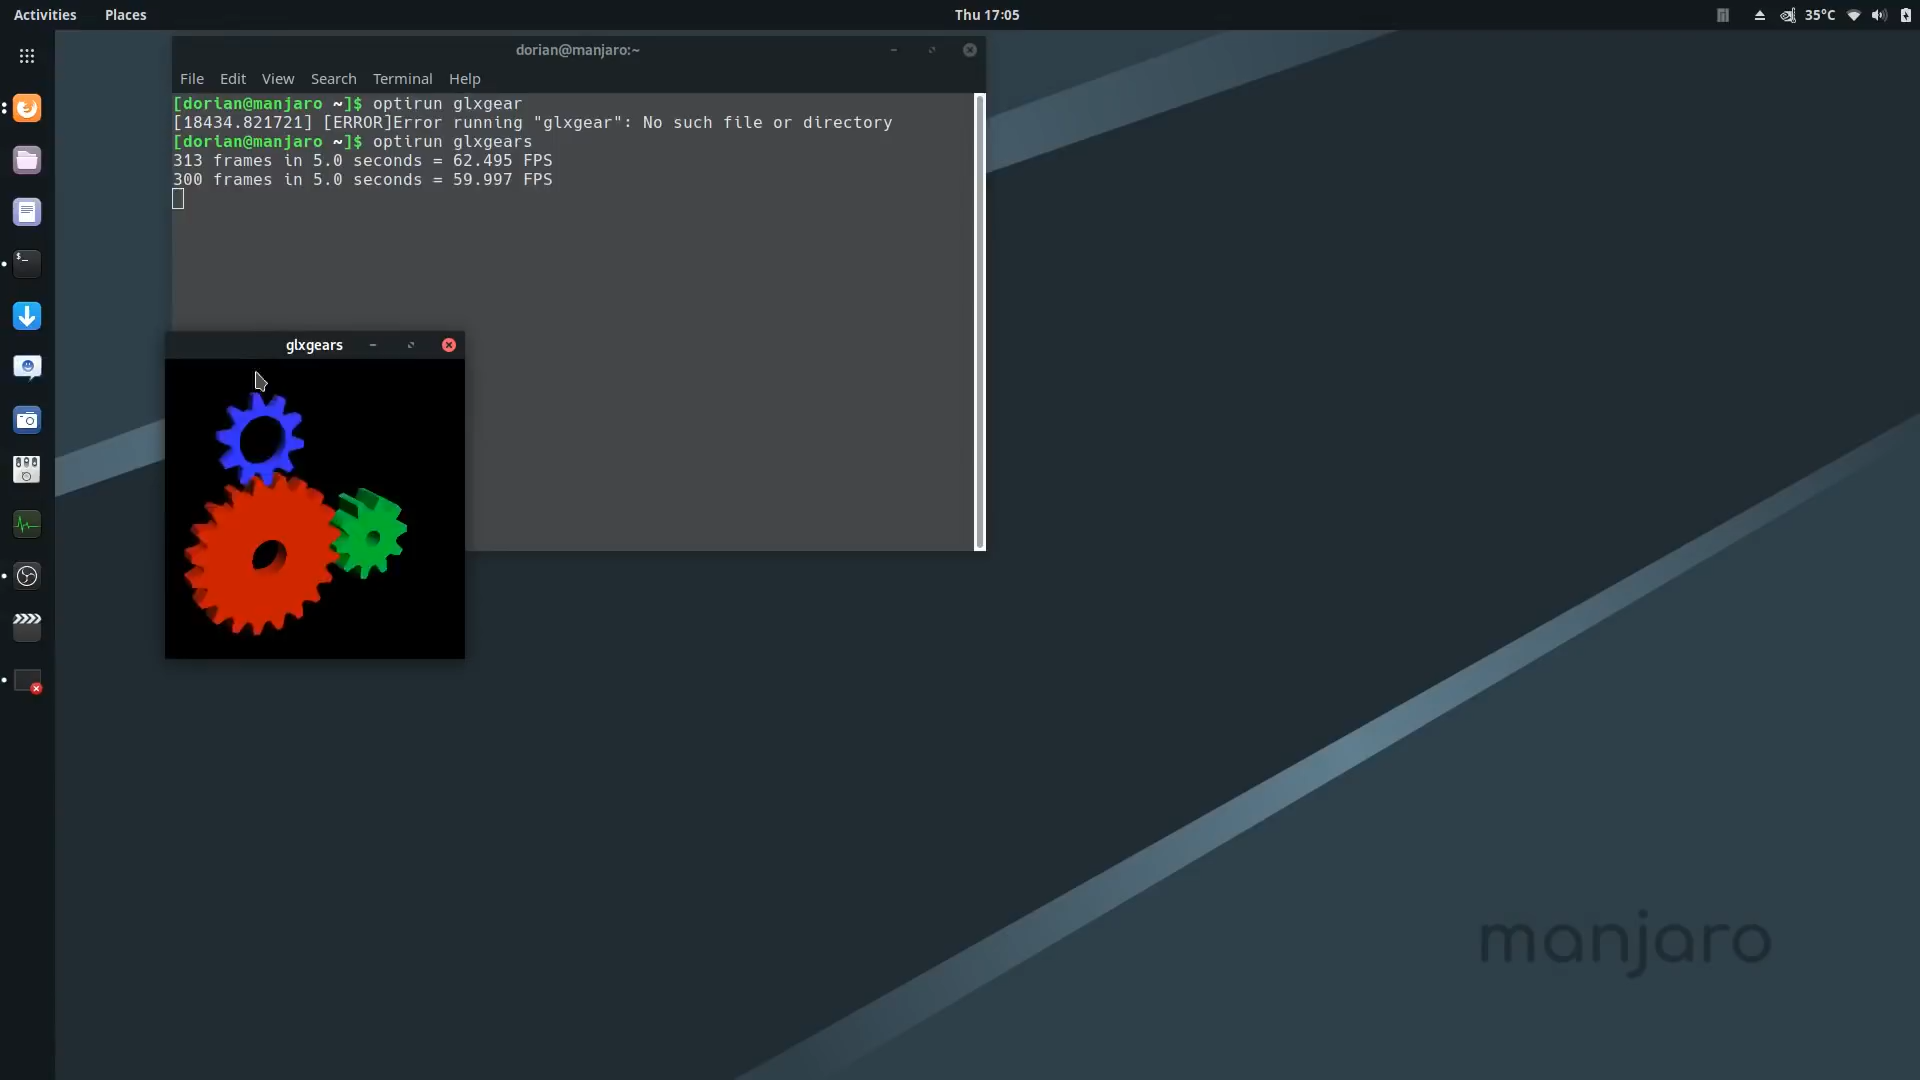 Activities Places Thu 17:05 35°C
dorian@manjaro:~
File Edit View Search Terminal Help
[dorian@manjaro ~]$ optirun glxgear
[18434.821721] [ERROR]Error running "glxgear": No such file or directory
[dorian@manjaro ~]$ optirun glxgears
313 frames in 5.0 seconds = 62.495 FPS
300 frames in 5.0 seconds = 59.997 FPS
glxgears
manjaro